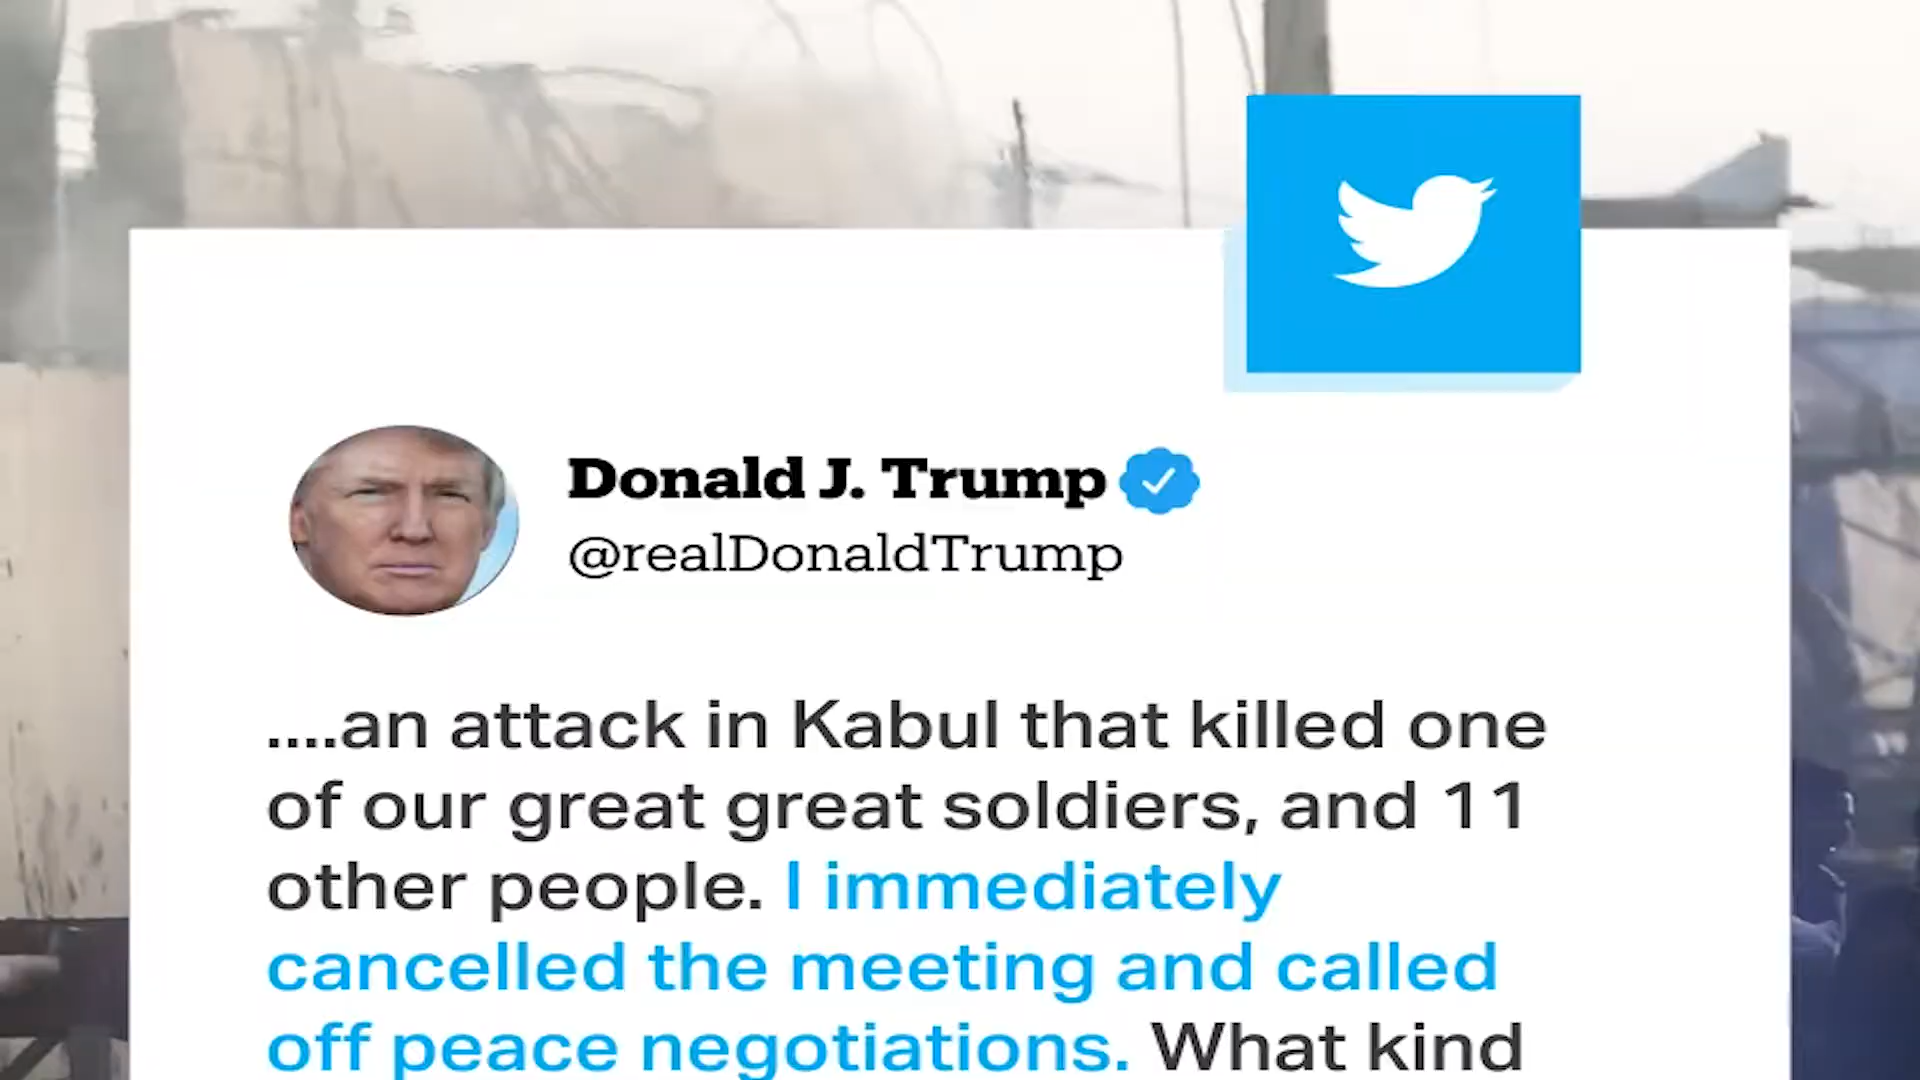 Donald J. Trump
@realDonaldTrump
....an attack in Kabul that killed one
of our great great soldiers, and 11
other people. I immediately
cancelled the meeting and called
off peace negotiations. What kind